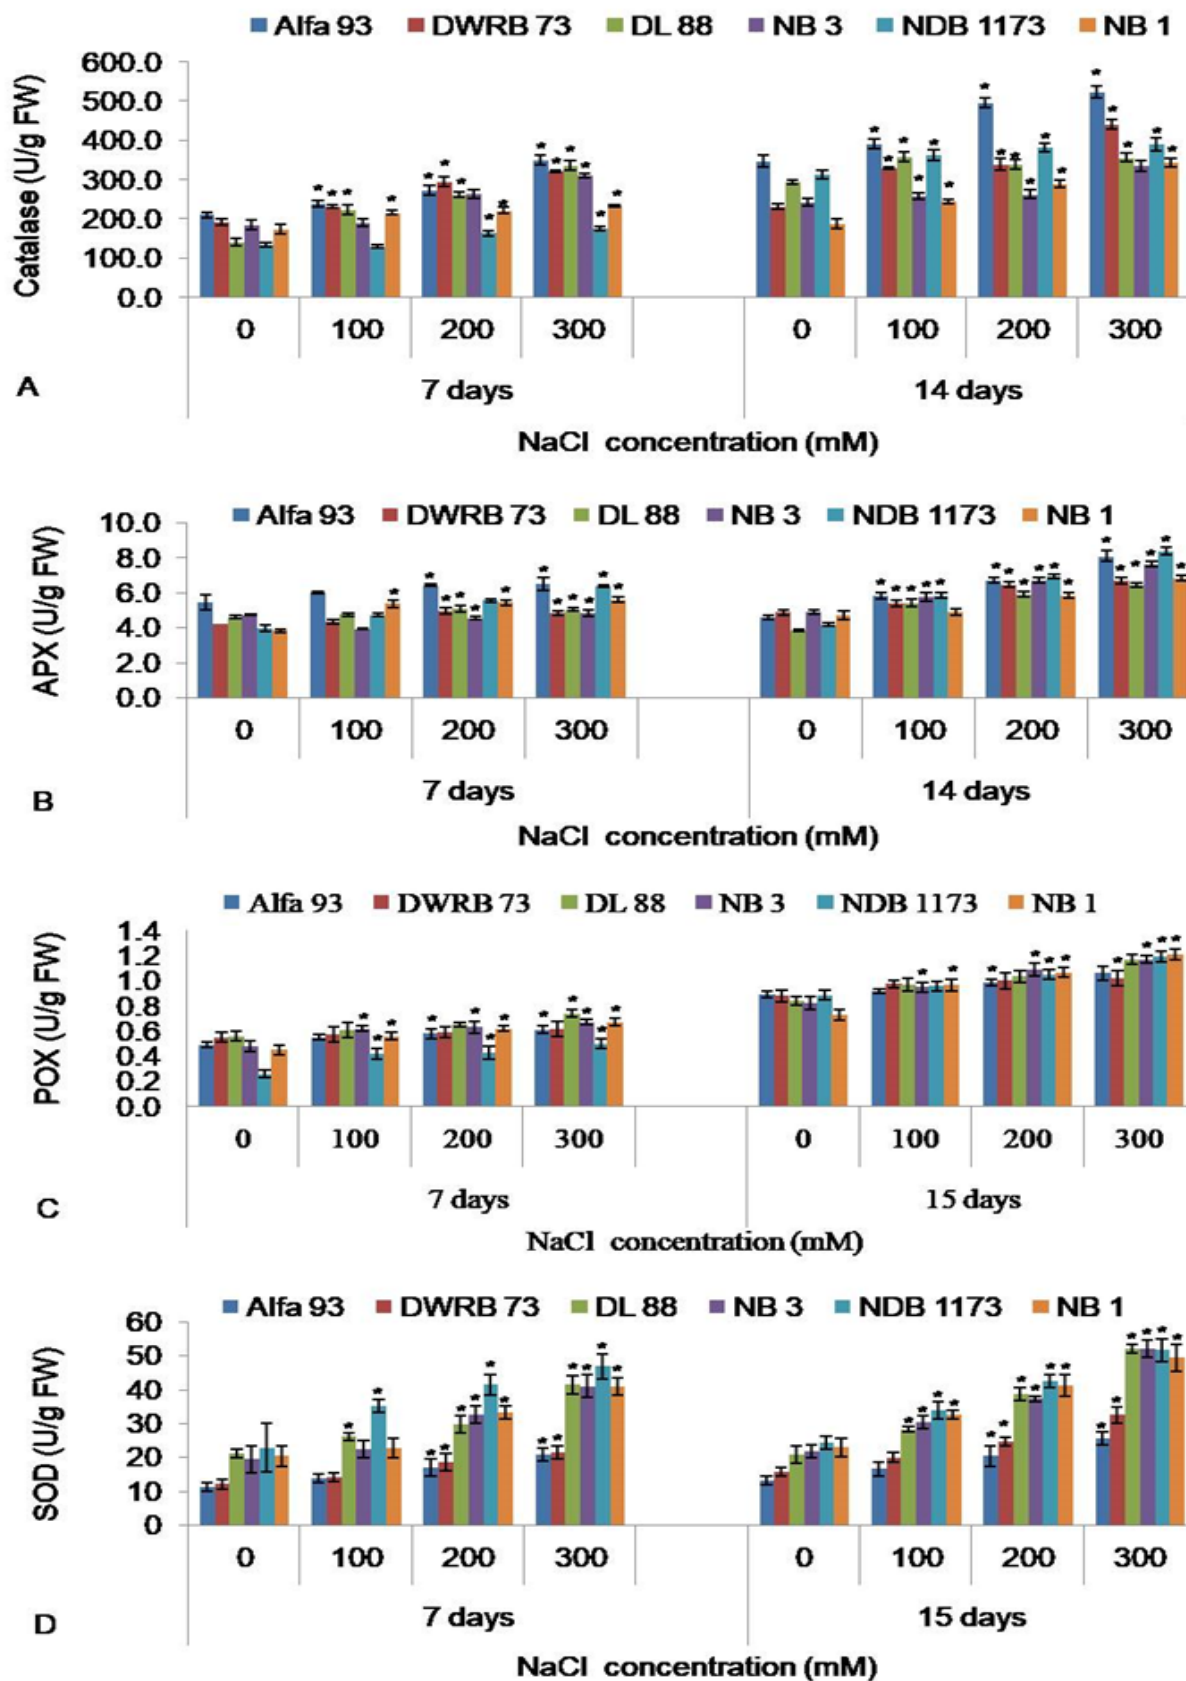 Alfa 93 DWRB 73 DL 88 NB 3 NDB 1173 NB 1
Catalase (U/g FW)
600.0
500.0
400.0
300.0
200.0
100.0
0.0
0 100 200 300 0 100 200 300
A 7 days 14 days
NaCl concentration (mM)
Alfa 93 DWRB 73 DL 88 NB 3 NDB 1173 NB 1
APX (U/g FW)
10.0
8.0
6.0
4.0
2.0
0.0
0 100 200 300 0 100 200 300
B 7 days 14 days
NaCl concentration (mM)
Alfa 93 DWRB 73 DL 88 NB 3 NDB 1173 NB 1
POX (U/g FW)
1.4
1.2
1.0
0.8
0.6
0.4
0.2
0.0
0 100 200 300 0 100 200 300
C 7 days 15 days
NaCl concentration (mM)
Alfa 93 DWRB 73 DL 88 NB 3 NDB 1173 NB 1
SOD (U/g FW)
60
50
40
30
20
10
0
0 100 200 300 0 100 200 300
D 7 days 15 days
NaCl concentration (mM)